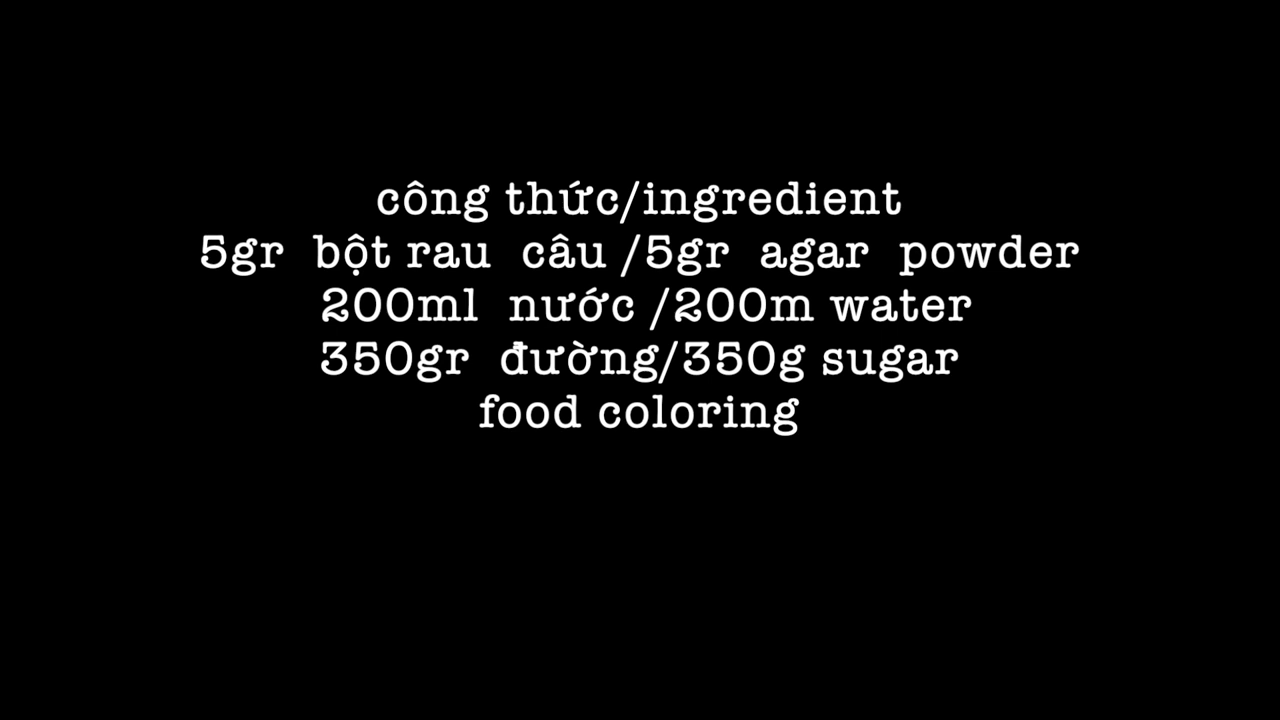 công thức/ingredient
5gr bột rau câu /5gr agar powder
200ml nước /200m water
350gr đường/350g sugar
food coloring